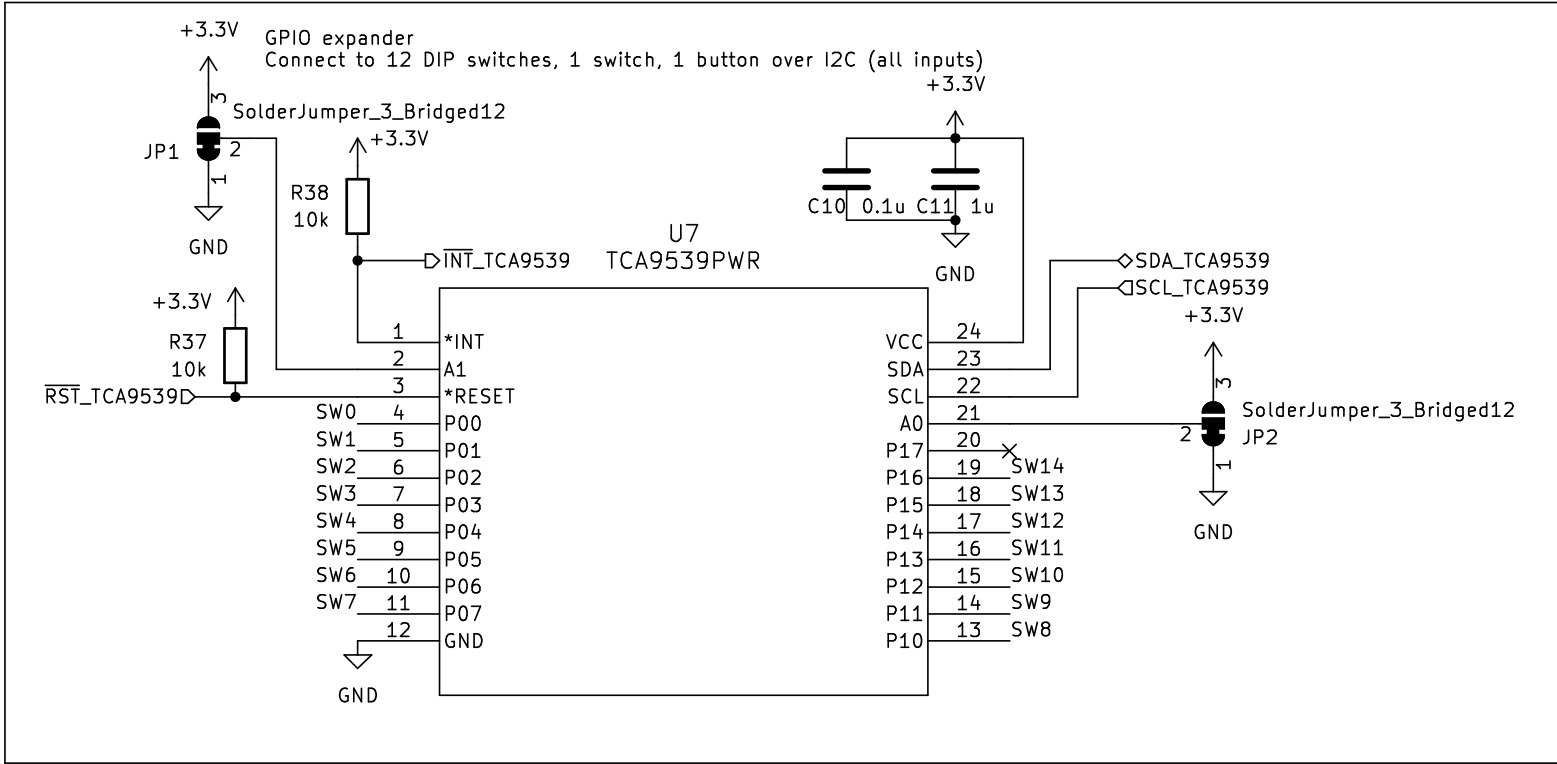 +3.3V
GPIO expander
Connect to 12 DIP switches, 1 switch, 1 button over I2C (all inputs)
3
SolderJumper_3_Bridged12
JP1
2
1
GND
+3.3V
R38
10k
INT_TCA9539
+3.3V
R37
10k
RST_TCA9539
+3.3V
C10 0.1u
C11 1u
GND
U7
TCA9539PWR
SDA_TCA9539
SCL_TCA9539
+3.3V
3
SolderJumper_3_Bridged12
2
JP2
1
GND
1 *INT
2 A1
3 *RESET
SW0 4 P00
SW1 5 P01
SW2 6 P02
SW3 7 P03
SW4 8 P04
SW5 9 P05
SW6 10 P06
SW7 11 P07
12 GND
GND
VCC 24
SDA 23
SCL 22
A0 21
P17 20
P16 19 SW14
P15 18 SW13
P14 17 SW12
P13 16 SW11
P12 15 SW10
P11 14 SW9
P10 13 SW8